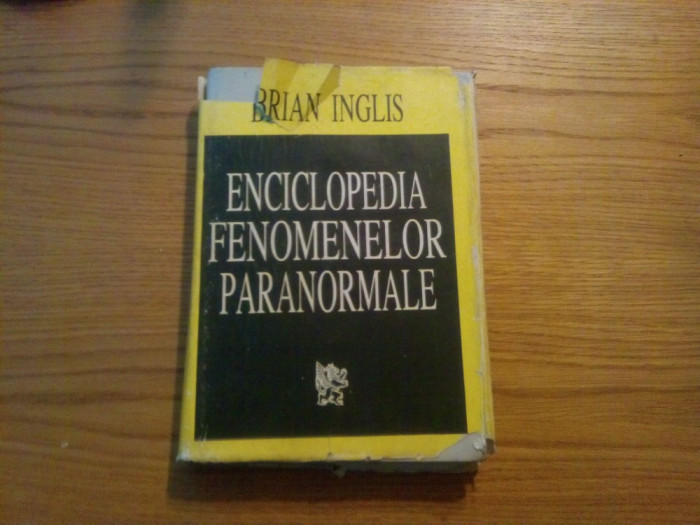 BRIAN INGLIS
ENCICLOPEDIA
FENOMENELOR
PARANORMALE